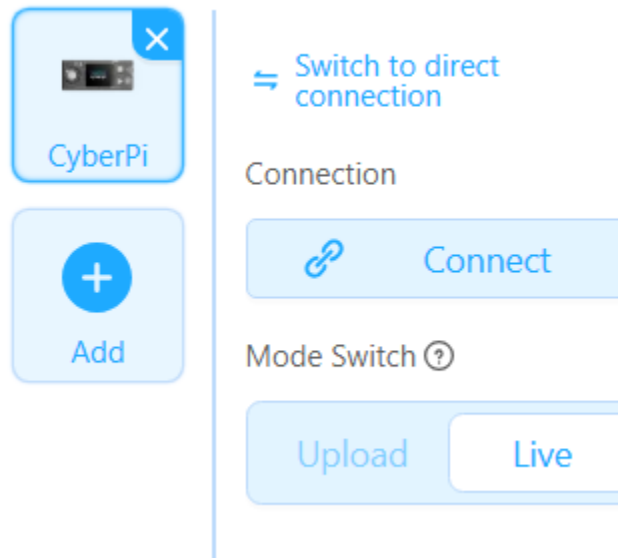 CyberPi
Add
Switch to direct
connection
Connection
Connect
Mode Switch
Upload
Live